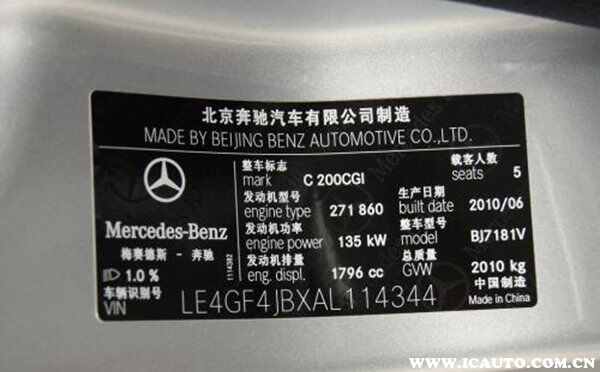 北京奔驰汽车有限公司制造
MADE BY BEIJING BENZ AUTOMOTIVE CO.,LTD.
整车标志 载客人数
mark C 200CGI seats 5
发动机型号 生产日期
engine type 271 860 built date 2010/06
发动机功率 整车型号
engine power 135 kW model BJ7181V
发动机排量 总质量
eng. displ. 1796 cc GVW 2010 kg
Mercedes-Benz
梅赛德斯-奔驰
1.0 %
1114382
车辆识别号
VIN LE4GF4JBXAL114344
中国制造
Made in China
WWW.ICAUTO.COM.CN